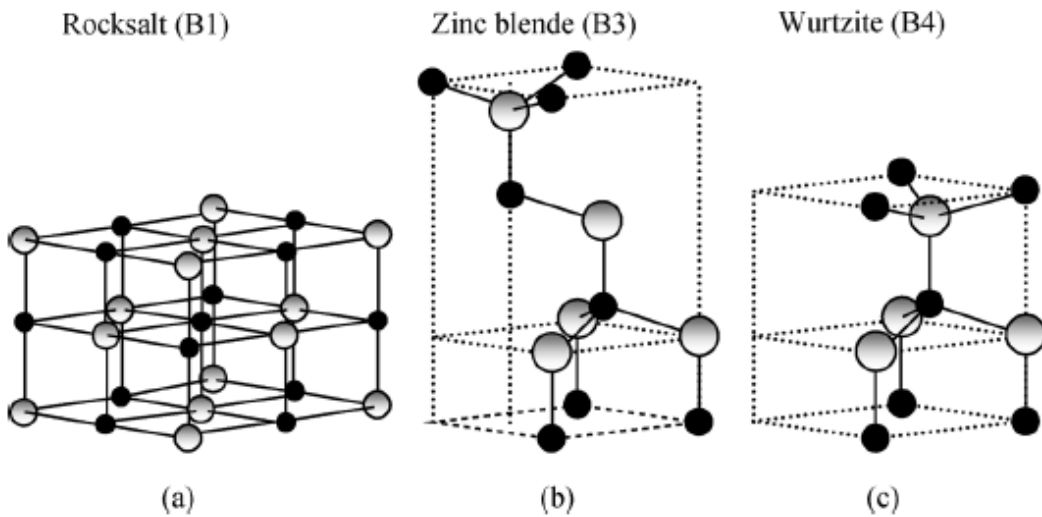 Rocksalt (B1)
Zinc blende (B3)
Wurtzite (B4)
(a)
(b)
(c)